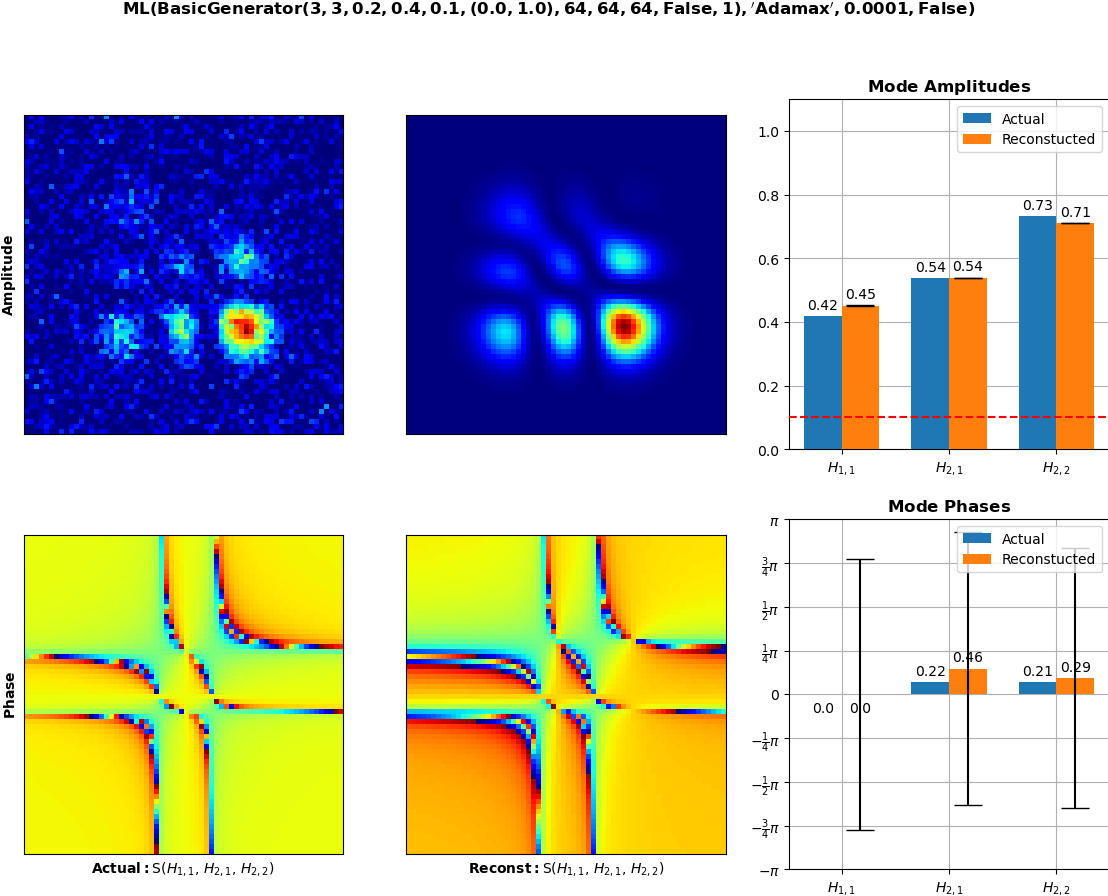 ML(BasicGenerator(3, 3, 0.2, 0.4, 0.1, (0.0, 1.0), 64, 64, 64, False, 1), ′Adamax′, 0.0001, False)
Amplitude
Mode Amplitudes
Actual
Reconstucted
1.0
0.8
0.6
0.4
0.2
0.0
0.42
0.45
0.54
0.54
0.73
0.71
H₁,₁
H₂,₁
H₂,₂
Phase
Actual: S(H₁,₁, H₂,₁, H₂,₂)
Reconst: S(H₁,₁, H₂,₁, H₂,₂)
Mode Phases
Actual
Reconstucted
π
3/4π
1/2π
1/4π
0
−1/4π
−1/2π
−3/4π
−π
0.0
0.0
0.22
0.46
0.21
0.29
H₁,₁
H₂,₁
H₂,₂